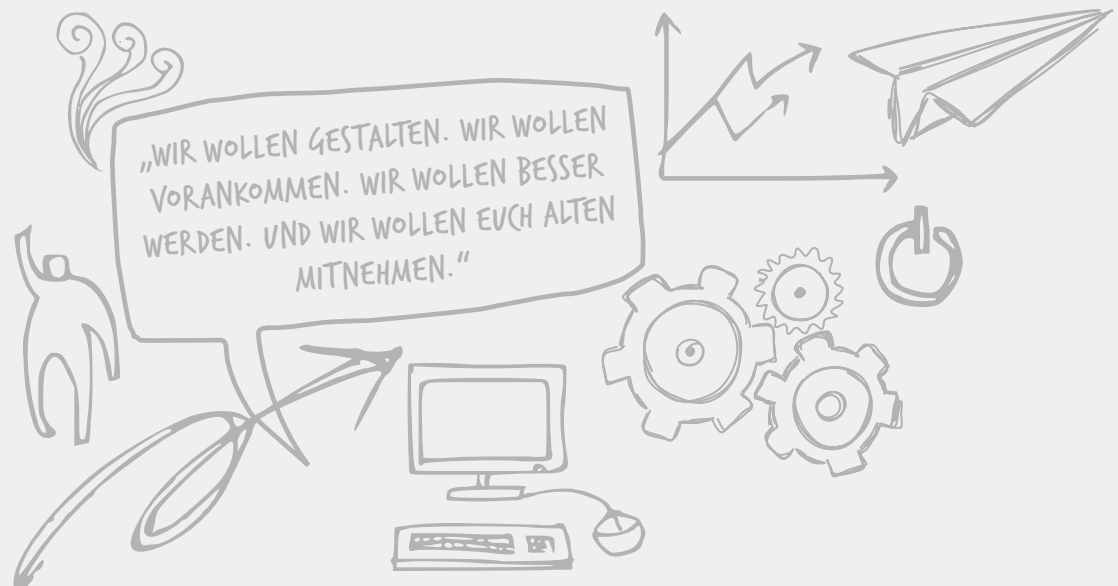 „WIR WOLLEN GESTALTEN. WIR WOLLEN
VORANKOMMEN. WIR WOLLEN BESSER
WERDEN. UND WIR WOLLEN EUCH ALTEN
MITNEHMEN.“